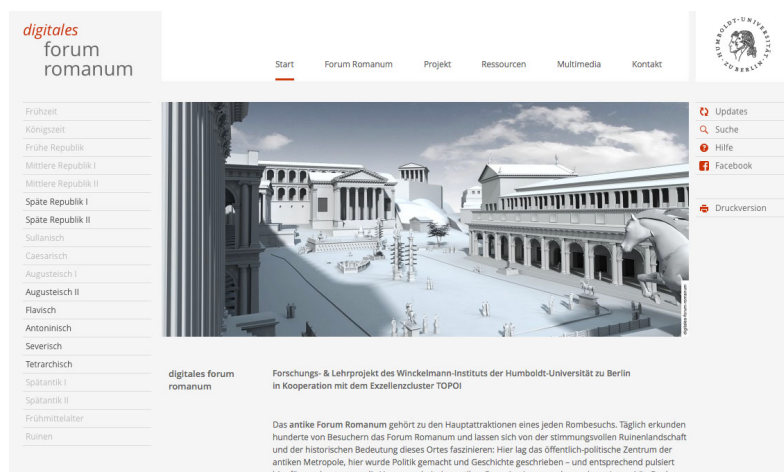 digitales
forum
romanum
Start
Forum Romanum
Projekt
Ressourcen
Multimedia
Kontakt
HUMBOLDT-UNIVERSITÄT
ZU BERLIN
Frühzeit
Königszeit
Frühe Republik
Mittlere Republik I
Mittlere Republik II
Späte Republik I
Späte Republik II
Sullanisch
Caesarisch
Augusteisch I
Augusteisch II
Flavisch
Antoninisch
Severisch
Tetrarchisch
Spätantik I
Spätantik II
Frühmittelalter
Ruinen
Updates
Suche
Hilfe
Facebook
Druckversion
digitales forum
romanum
Forschungs- & Lehrprojekt des Winckelmann-Instituts der Humboldt-Universität zu Berlin
in Kooperation mit dem Exzellenzcluster TOPOI
Das antike Forum Romanum gehört zu den Hauptattraktionen eines jeden Rombesuchs. Täglich erkunden
hunderte von Besuchern das Forum Romanum und lassen sich von der stimmungsvollen Ruinenlandschaft
und der historischen Bedeutung dieses Ortes faszinieren: Hier lag das öffentlich-politische Zentrum der
antiken Metropole, hier wurde Politik gemacht und Geschichte geschrieben – und entsprechend pulsiert